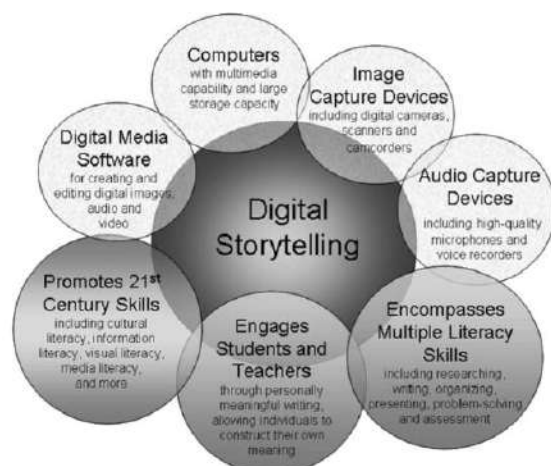 Computers
with multimedia
capability and large
storage capacity
Image
Capture Devices
including digital cameras,
scanners and
camcorders
Digital Media
Software
for creating and
editing digital images,
audio and
video
Digital
Storytelling
Audio Capture
Devices
including high-quality
microphones and
voice recorders
Promotes 21st
Century Skills
including cultural
literacy, information
literacy, visual literacy,
media literacy,
and more
Engages
Students and
Teachers
through personally
meaningful writing,
allowing individuals to
construct their own
meaning
Encompasses
Multiple Literacy
Skills
including researching,
writing, organizing,
presenting, problem-solving
and assessment